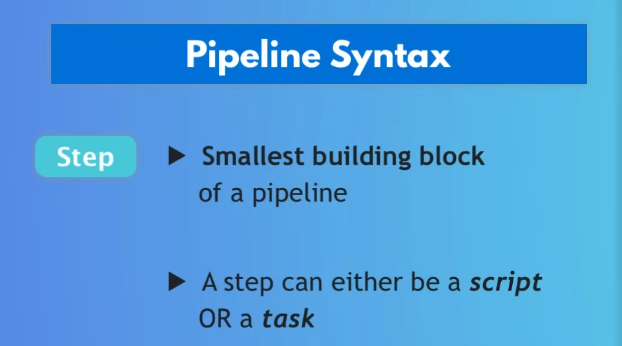 Pipeline Syntax
Step
▶ Smallest building block
of a pipeline
▶ A step can either be a script
OR a task